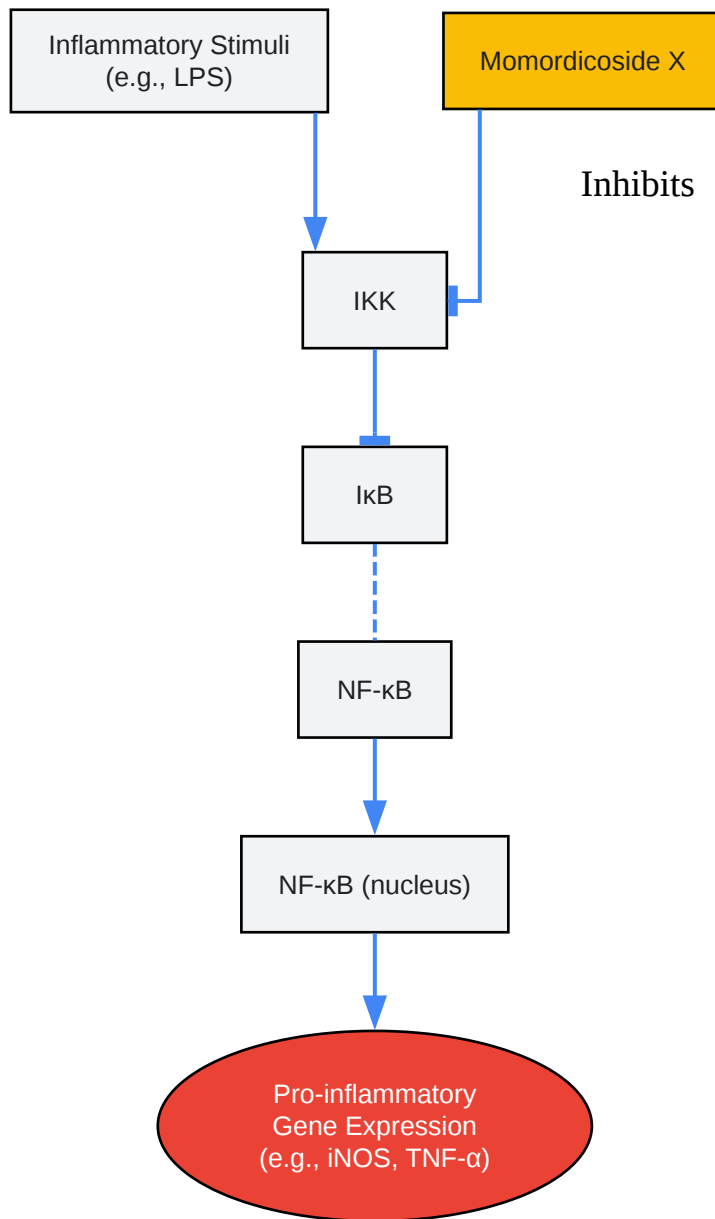 Inflammatory Stimuli
(e.g., LPS)
Momordicoside X
Inhibits
IKK
IκB
NF-κB
NF-κB (nucleus)
Pro-inflammatory
Gene Expression
(e.g., iNOS, TNF-α)